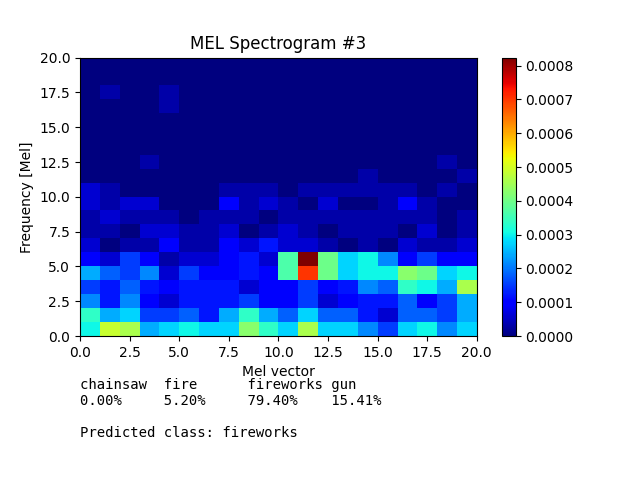 MEL Spectrogram #3
20.0
17.5
15.0
12.5
10.0
7.5
5.0
2.5
0.0
Frequency [Mel]
0.0 2.5 5.0 7.5 10.0 12.5 15.0 17.5 20.0
Mel vector
0.0008
0.0007
0.0006
0.0005
0.0004
0.0003
0.0002
0.0001
0.0000
chainsaw fire fireworks gun
0.00% 5.20% 79.40% 15.41%
Predicted class: fireworks